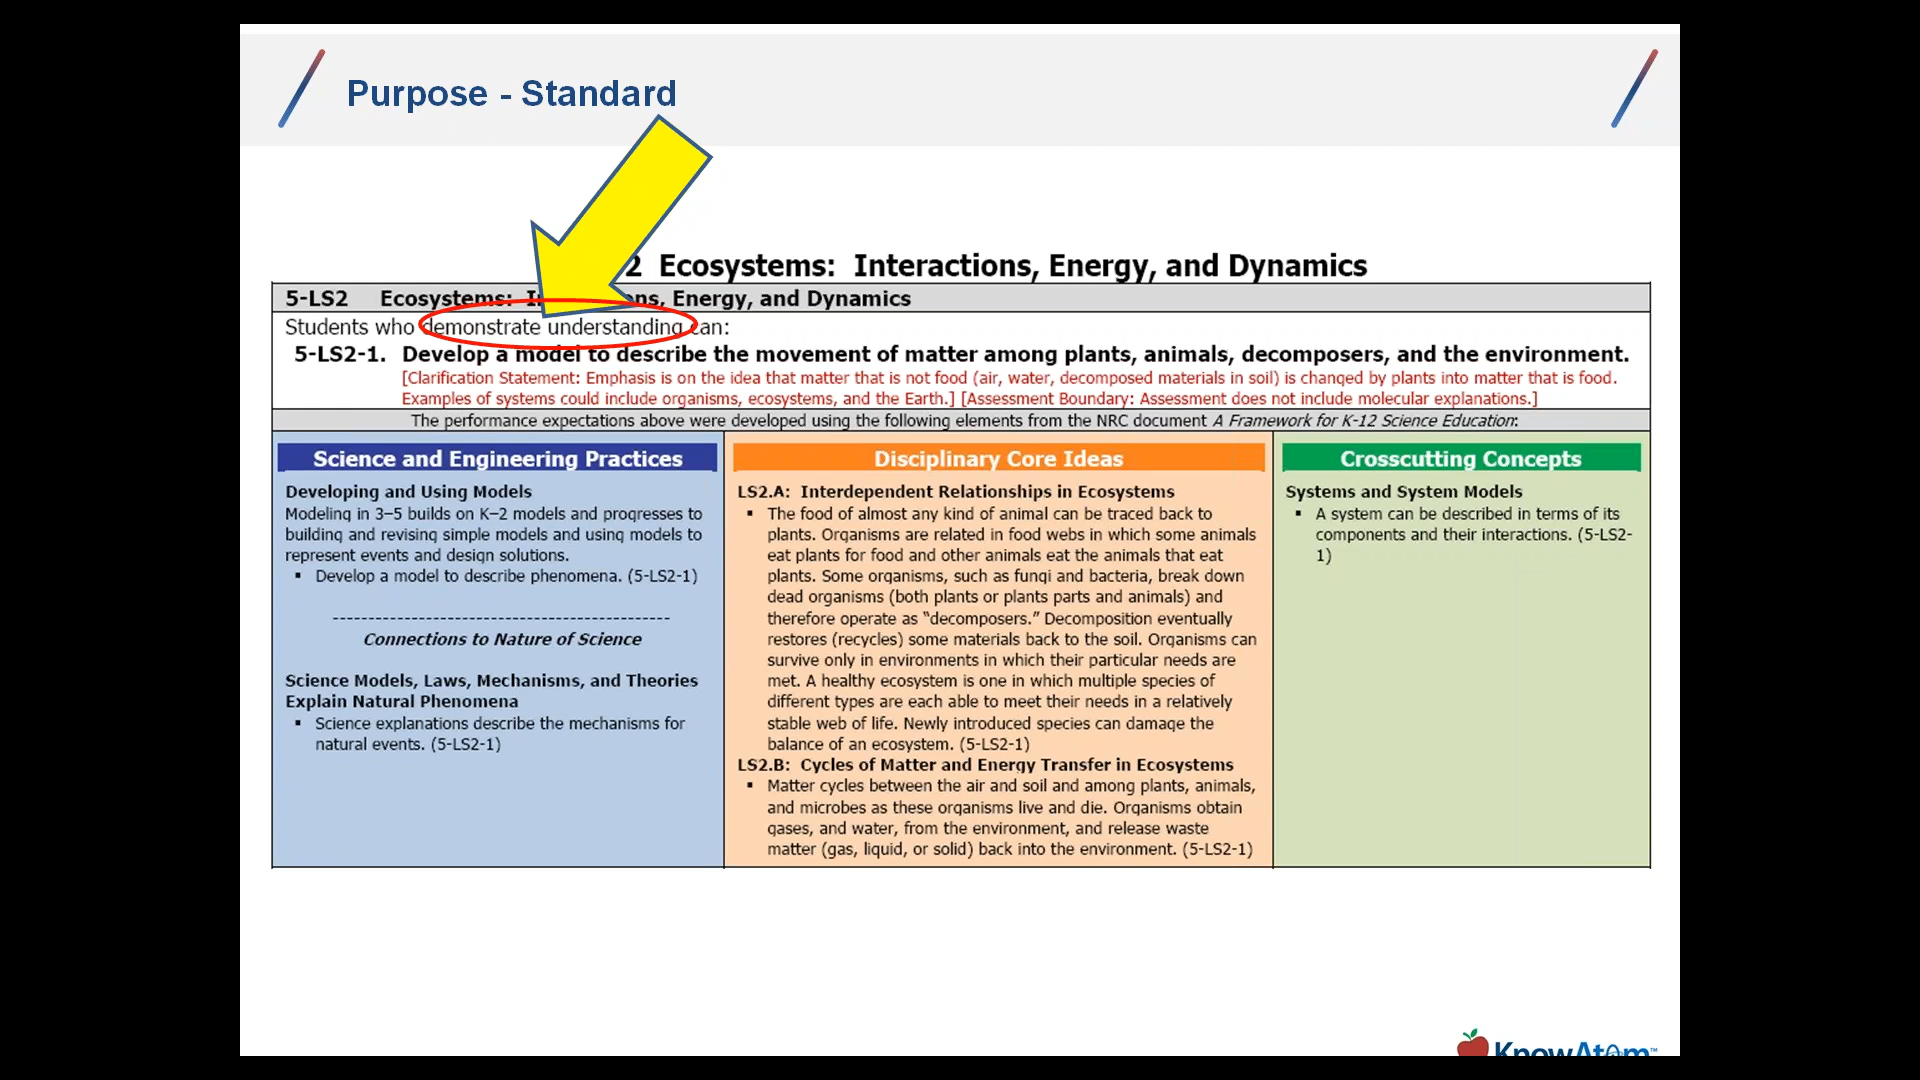 Purpose - Standard
2 Ecosystems: Interactions, Energy, and Dynamics
5-LS2 Ecosystems: In ons, Energy, and Dynamics
Students who demonstrate understanding can:
5-LS2-1. Develop a model to describe the movement of matter among plants, animals, decomposers, and the environment.
[Clarification Statement: Emphasis is on the idea that matter that is not food (air, water, decomposed materials in soil) is changed by plants into matter that is food.
Examples of systems could include organisms, ecosystems, and the Earth.] [Assessment Boundary: Assessment does not include molecular explanations.]
The performance expectations above were developed using the following elements from the NRC document A Framework for K-12 Science Education:
Science and Engineering Practices
Developing and Using Models
Modeling in 3–5 builds on K–2 models and progresses to
building and revising simple models and using models to
represent events and design solutions.
▪ Develop a model to describe phenomena. (5-LS2-1)
----------------------------------------------
Connections to Nature of Science
Science Models, Laws, Mechanisms, and Theories
Explain Natural Phenomena
▪ Science explanations describe the mechanisms for
natural events. (5-LS2-1)
Disciplinary Core Ideas
LS2.A: Interdependent Relationships in Ecosystems
▪ The food of almost any kind of animal can be traced back to
plants. Organisms are related in food webs in which some animals
eat plants for food and other animals eat the animals that eat
plants. Some organisms, such as fungi and bacteria, break down
dead organisms (both plants or plants parts and animals) and
therefore operate as “decomposers.” Decomposition eventually
restores (recycles) some materials back to the soil. Organisms can
survive only in environments in which their particular needs are
met. A healthy ecosystem is one in which multiple species of
different types are each able to meet their needs in a relatively
stable web of life. Newly introduced species can damage the
balance of an ecosystem. (5-LS2-1)
LS2.B: Cycles of Matter and Energy Transfer in Ecosystems
▪ Matter cycles between the air and soil and among plants, animals,
and microbes as these organisms live and die. Organisms obtain
gases, and water, from the environment, and release waste
matter (gas, liquid, or solid) back into the environment. (5-LS2-1)
Crosscutting Concepts
Systems and System Models
▪ A system can be described in terms of its
components and their interactions. (5-LS2-
1)
KnowAtom™